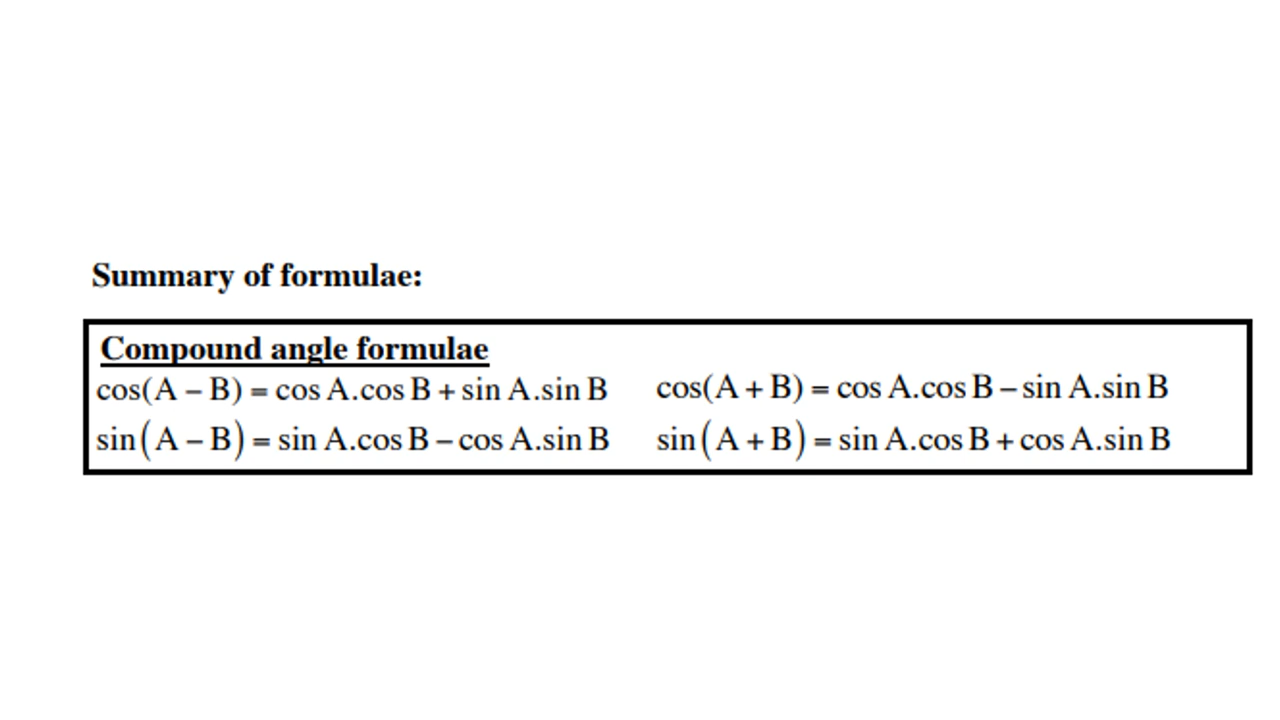 Summary of formulae:
Compound angle formulae
cos(A – B) = cos A.cos B + sin A.sin B    cos(A + B) = cos A.cos B – sin A.sin B
sin(A – B) = sin A.cos B – cos A.sin B    sin(A + B) = sin A.cos B + cos A.sin B